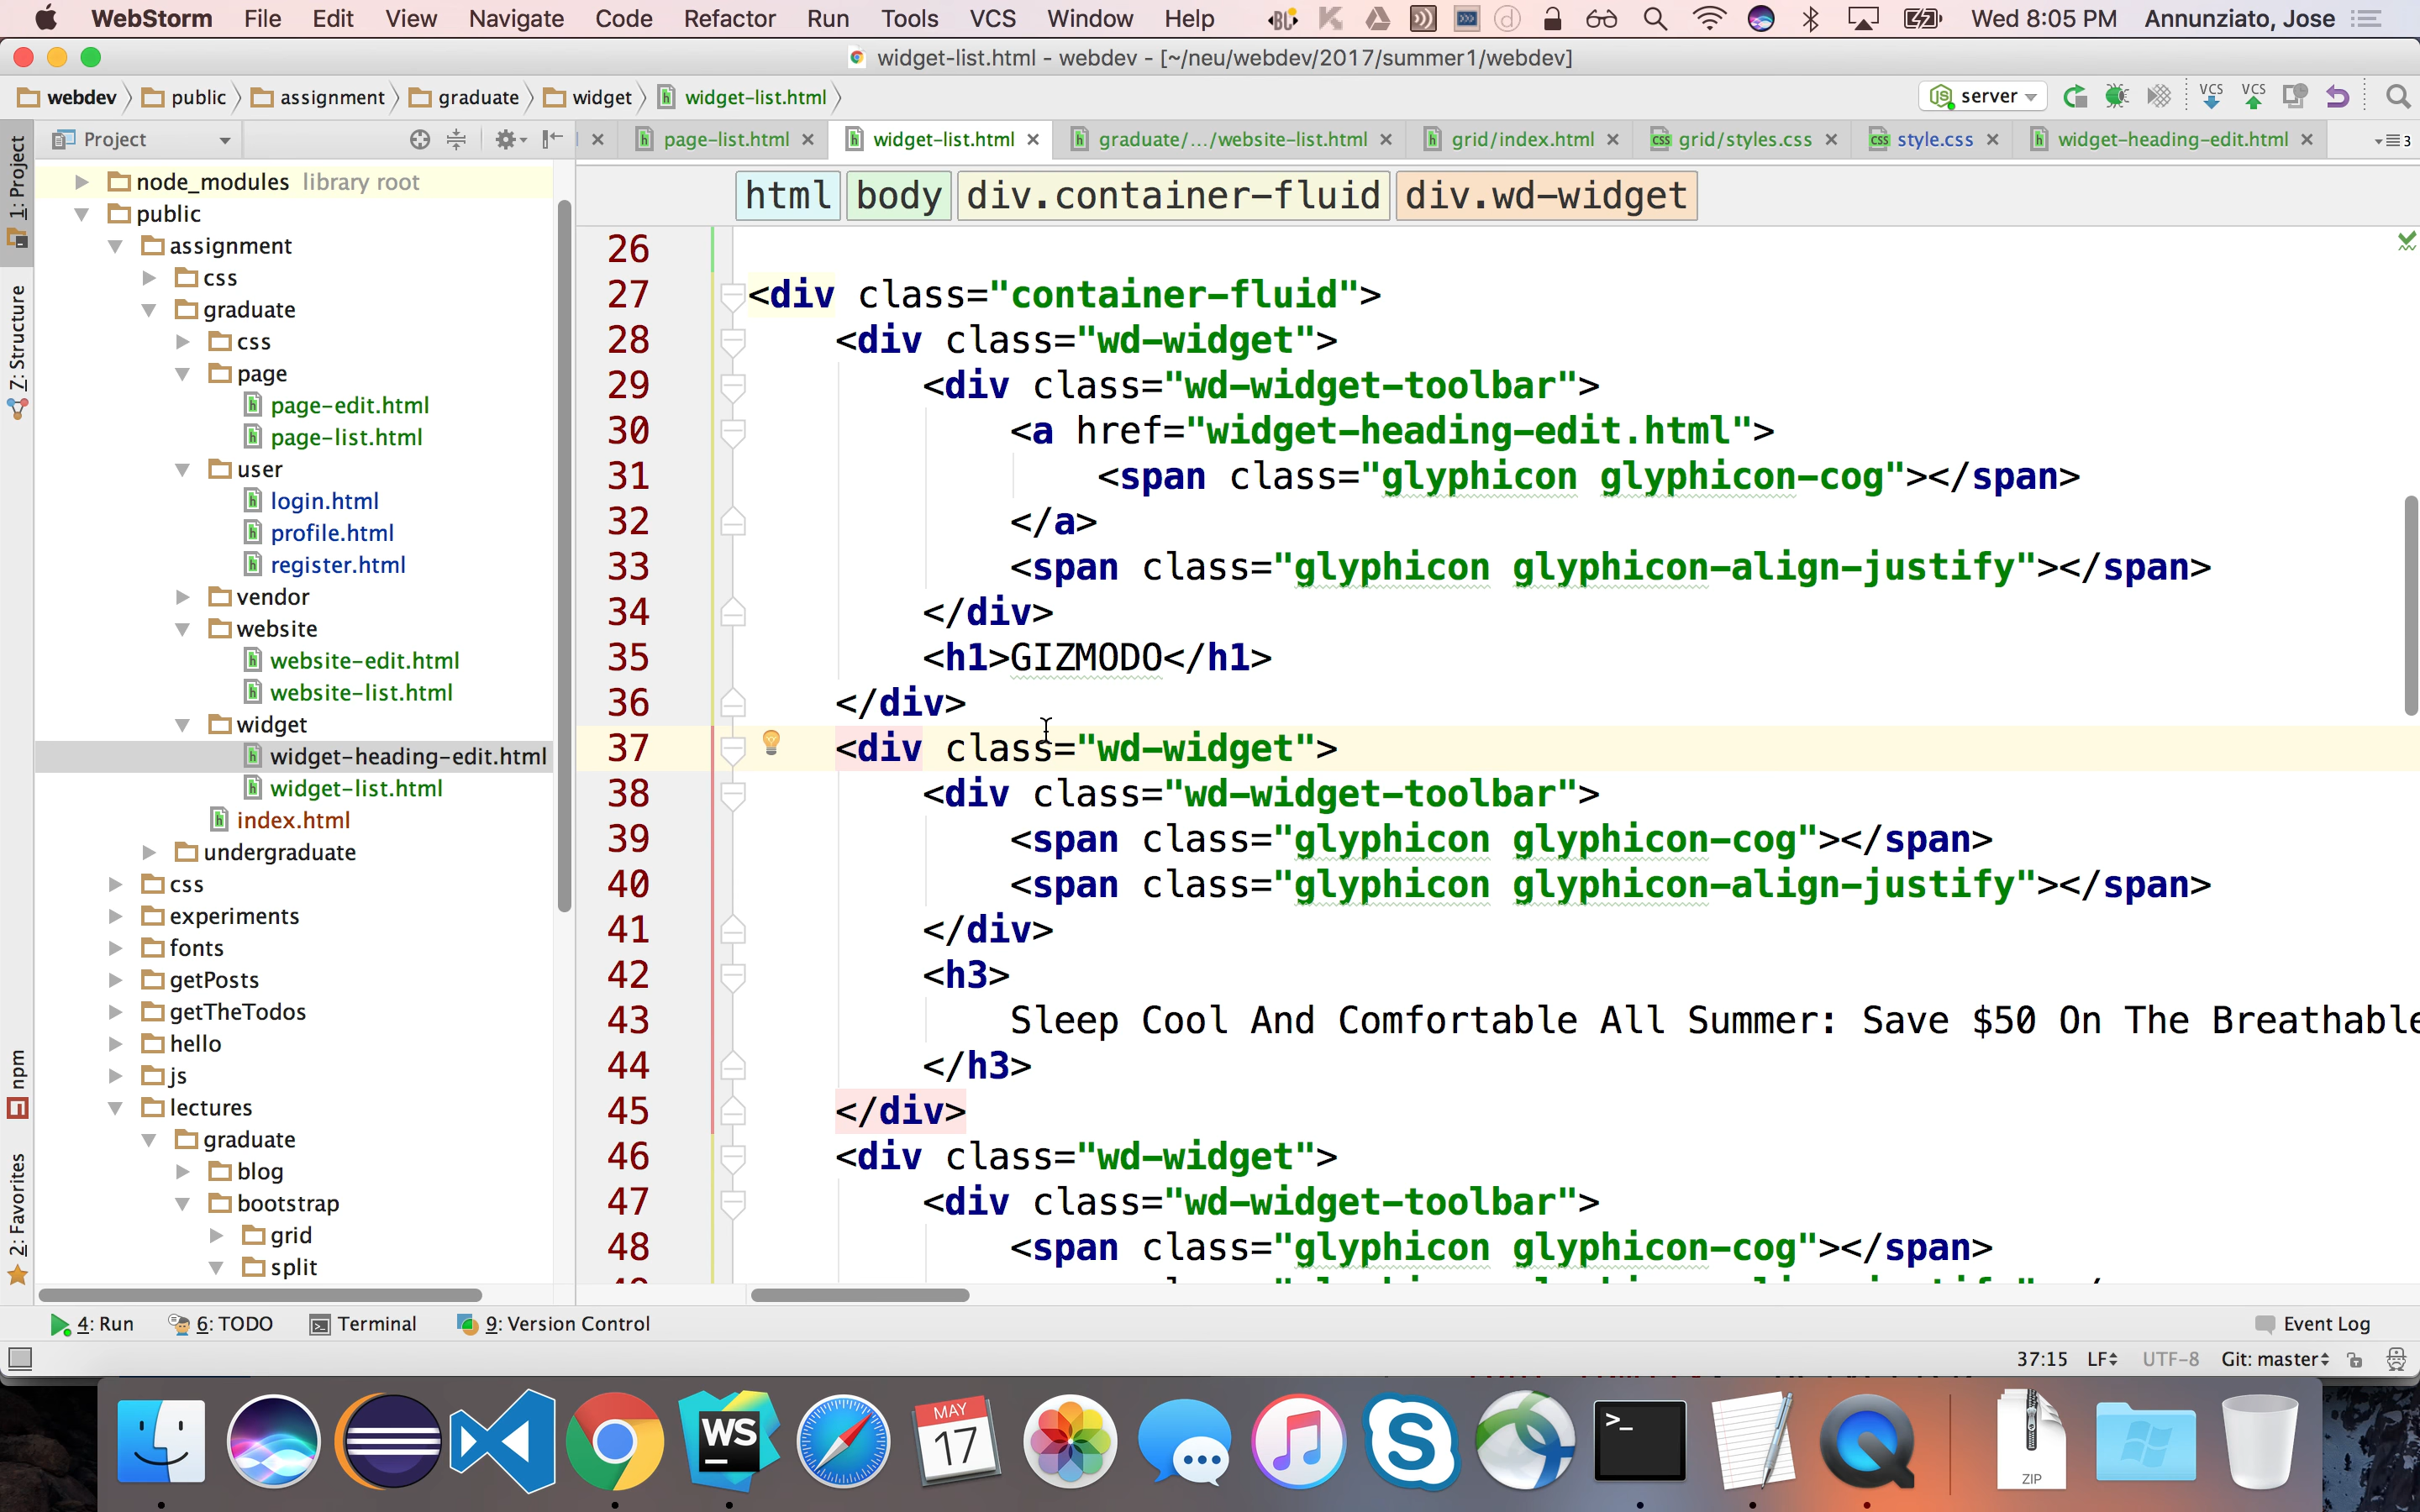 WebStorm File Edit View Navigate Code Refactor Run Tools VCS Window Help Wed 8:05 PM Annunziato, Jose
widget-list.html - webdev - [~/neu/webdev/2017/summer1/webdev]
webdev public assignment graduate widget widget-list.html server VCS VCS
Project page-list.html widget-list.html graduate/.../website-list.html grid/index.html grid/styles.css style.css widget-heading-edit.html 3
1: Project
7: Structure
npm
2: Favorites
node_modules library root
public
assignment
css
graduate
css
page
page-edit.html
page-list.html
user
login.html
profile.html
register.html
vendor
website
website-edit.html
website-list.html
widget
widget-heading-edit.html
widget-list.html
index.html
undergraduate
css
experiments
fonts
getPosts
getTheTodos
hello
js
lectures
graduate
blog
bootstrap
grid
split
html body div.container-fluid div.wd-widget
26
27 <div class="container-fluid">
28 <div class="wd-widget">
29 <div class="wd-widget-toolbar">
30 <a href="widget-heading-edit.html">
31 <span class="glyphicon glyphicon-cog"></span>
32 </a>
33 <span class="glyphicon glyphicon-align-justify"></span>
34 </div>
35 <h1>GIZMODO</h1>
36 </div>
37 <div class="wd-widget">
38 <div class="wd-widget-toolbar">
39 <span class="glyphicon glyphicon-cog"></span>
40 <span class="glyphicon glyphicon-align-justify"></span>
41 </div>
42 <h3>
43 Sleep Cool And Comfortable All Summer: Save $50 On The Breathable
44 </h3>
45 </div>
46 <div class="wd-widget">
47 <div class="wd-widget-toolbar">
48 <span class="glyphicon glyphicon-cog"></span>
4: Run 6: TODO Terminal 9: Version Control Event Log
37:15 LF UTF-8 Git: master
WS
MAY
17
ZIP